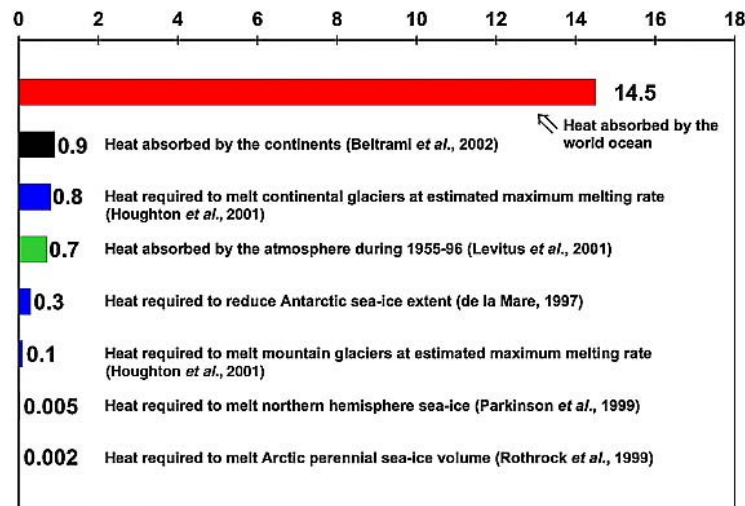 0 2 4 6 8 10 12 14 16 18
14.5
Heat absorbed by the
world ocean
0.9 Heat absorbed by the continents (Beltrami et al., 2002)
0.8 Heat required to melt continental glaciers at estimated maximum melting rate
(Houghton et al., 2001)
0.7 Heat absorbed by the atmosphere during 1955-96 (Levitus et al., 2001)
0.3 Heat required to reduce Antarctic sea-ice extent (de la Mare, 1997)
0.1 Heat required to melt mountain glaciers at estimated maximum melting rate
(Houghton et al., 2001)
0.005 Heat required to melt northern hemisphere sea-ice (Parkinson et al., 1999)
0.002 Heat required to melt Arctic perennial sea-ice volume (Rothrock et al., 1999)